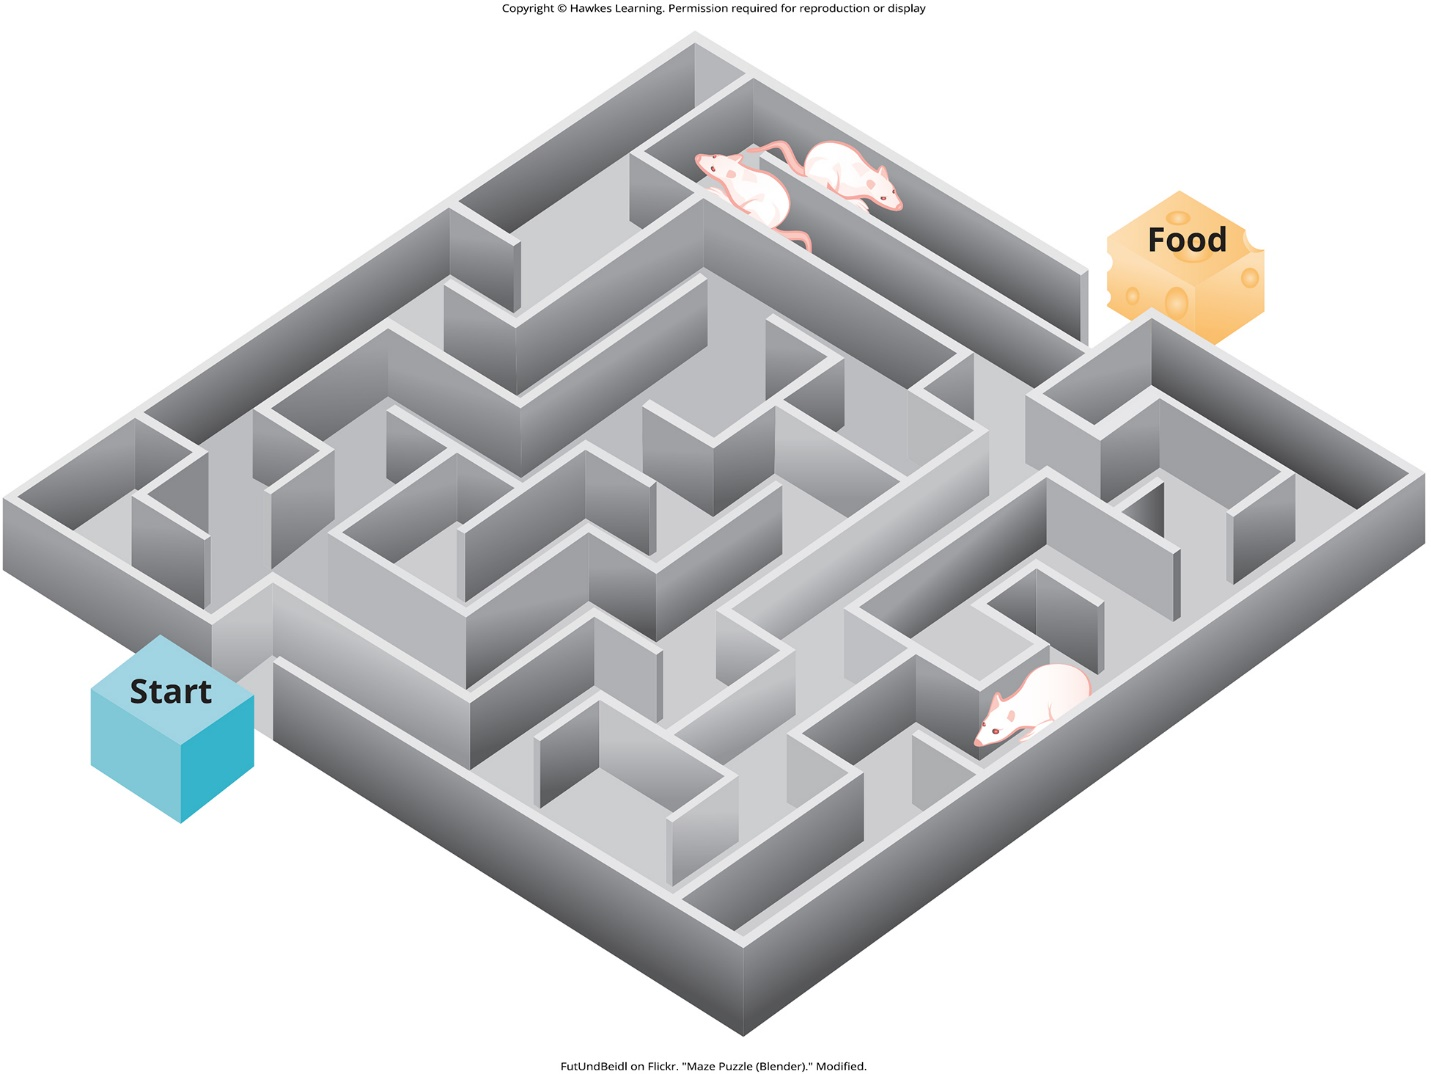 Copyright © Hawkes Learning. Permission required for reproduction or display
Food
Start
FutUndBeidl on Flickr. "Maze Puzzle (Blender)." Modified.